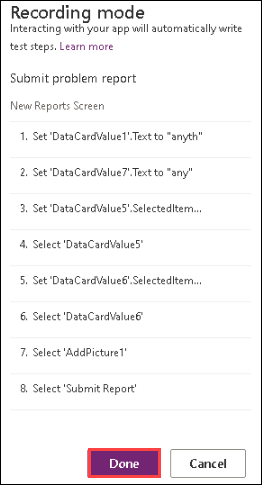 Recording mode
Interacting with your app will automatically write
test steps. Learn more
Submit problem report
New Reports Screen
1. Set 'DataCardValue1'.Text to "anyth"
2. Set 'DataCardValue7'.Text to "any"
3. Set 'DataCardValue5'.SelectedItem...
4. Select 'DataCardValue5'
5. Set 'DataCardValue6'.SelectedItem...
6. Select 'DataCardValue6'
7. Select 'AddPicture1'
8. Select 'Submit Report'
Done Cancel